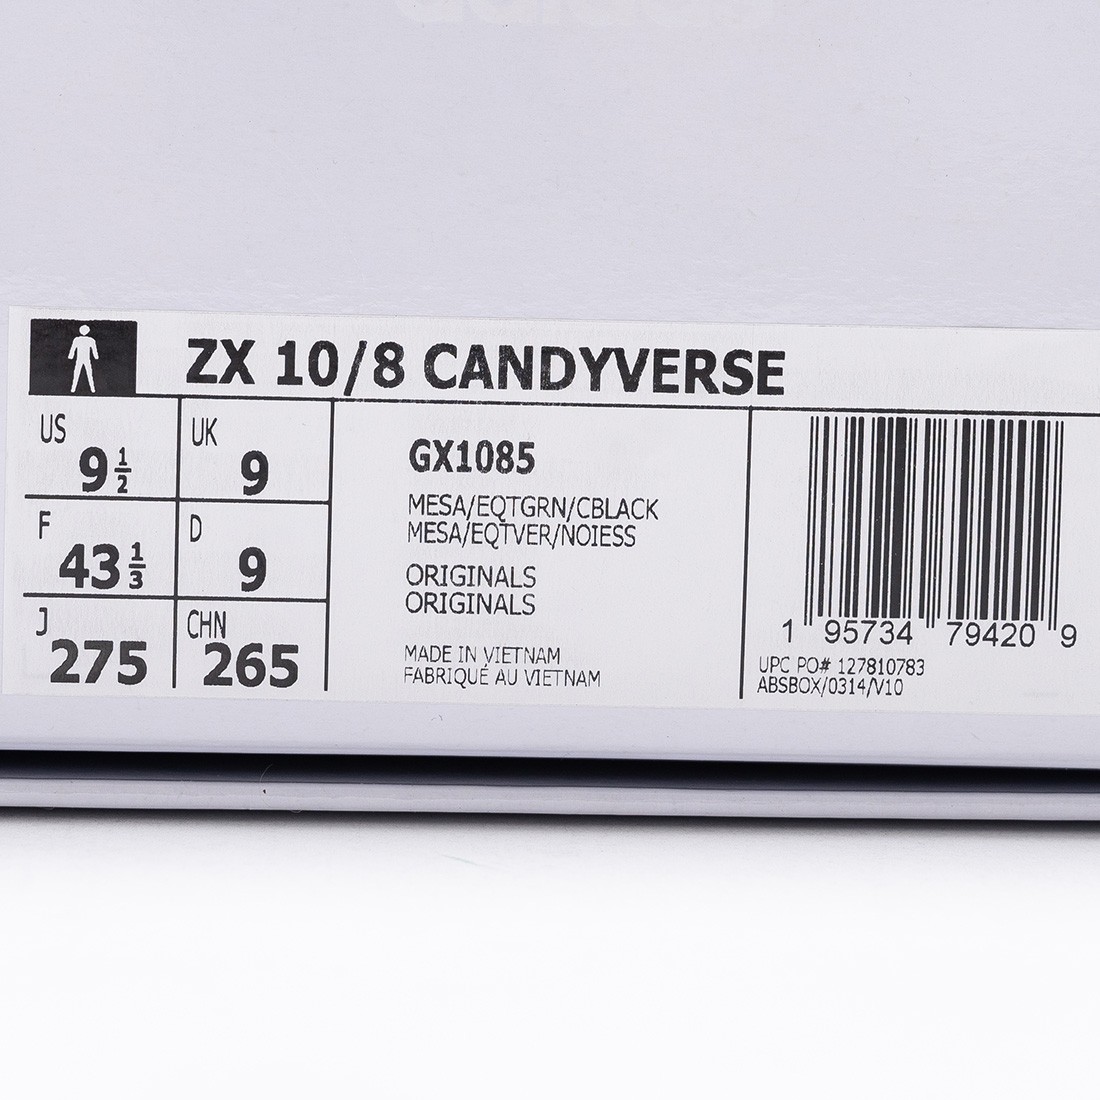 ZX 10/8 CANDYVERSE
US 9 1/2
UK 9
F 43 1/3
D 9
J 275
CHN 265
GX1085
MESA/EQTGRN/CBLACK
MESA/EQTVER/NOIESS
ORIGINALS
ORIGINALS
MADE IN VIETNAM
FABRIQUÉ AU VIETNAM
1 95734 79420 9
UPC PO# 127810783
ABSBOX/0314/V10